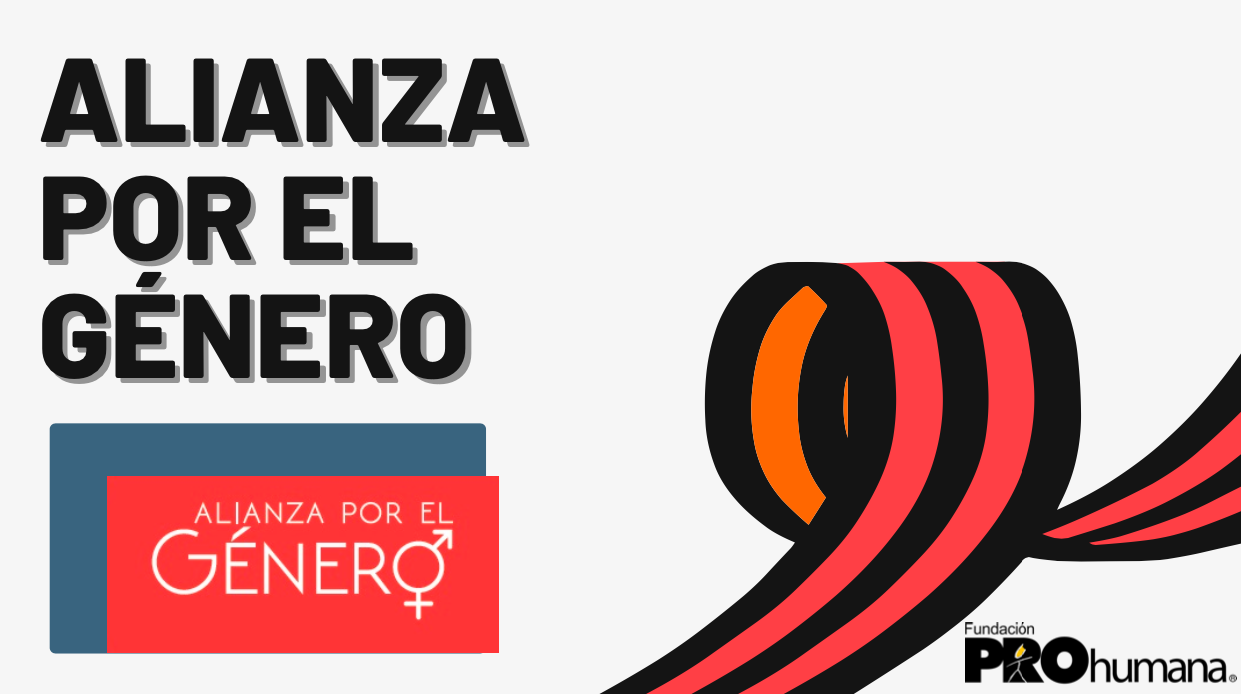 ALIANZA
POR EL
GÉNERO
ALIANZA POR EL
GÉNERO
Fundación
PROhumana®